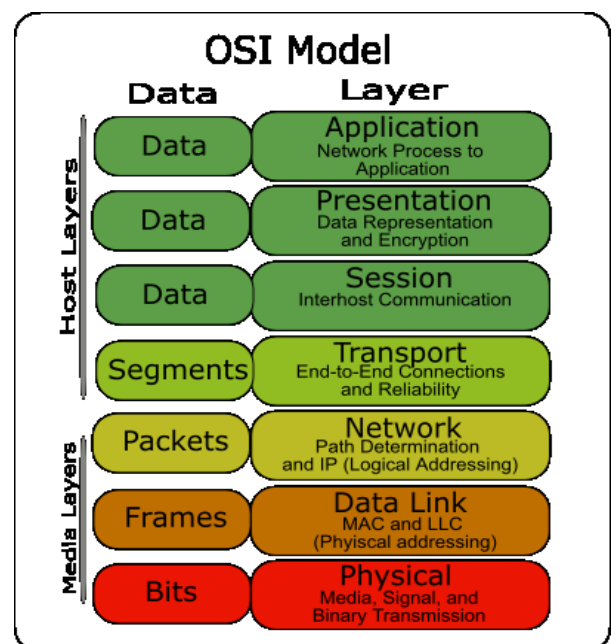 OSI Model
Data
Layer
Host Layers
Data
Application
Network Process to
Application
Data
Presentation
Data Representation
and Encryption
Data
Session
Interhost Communication
Segments
Transport
End-to-End Connections
and Reliability
Media Layers
Packets
Network
Path Determination
and IP (Logical Addressing)
Frames
Data Link
MAC and LLC
(Phyiscal addressing)
Bits
Physical
Media, Signal, and
Binary Transmission